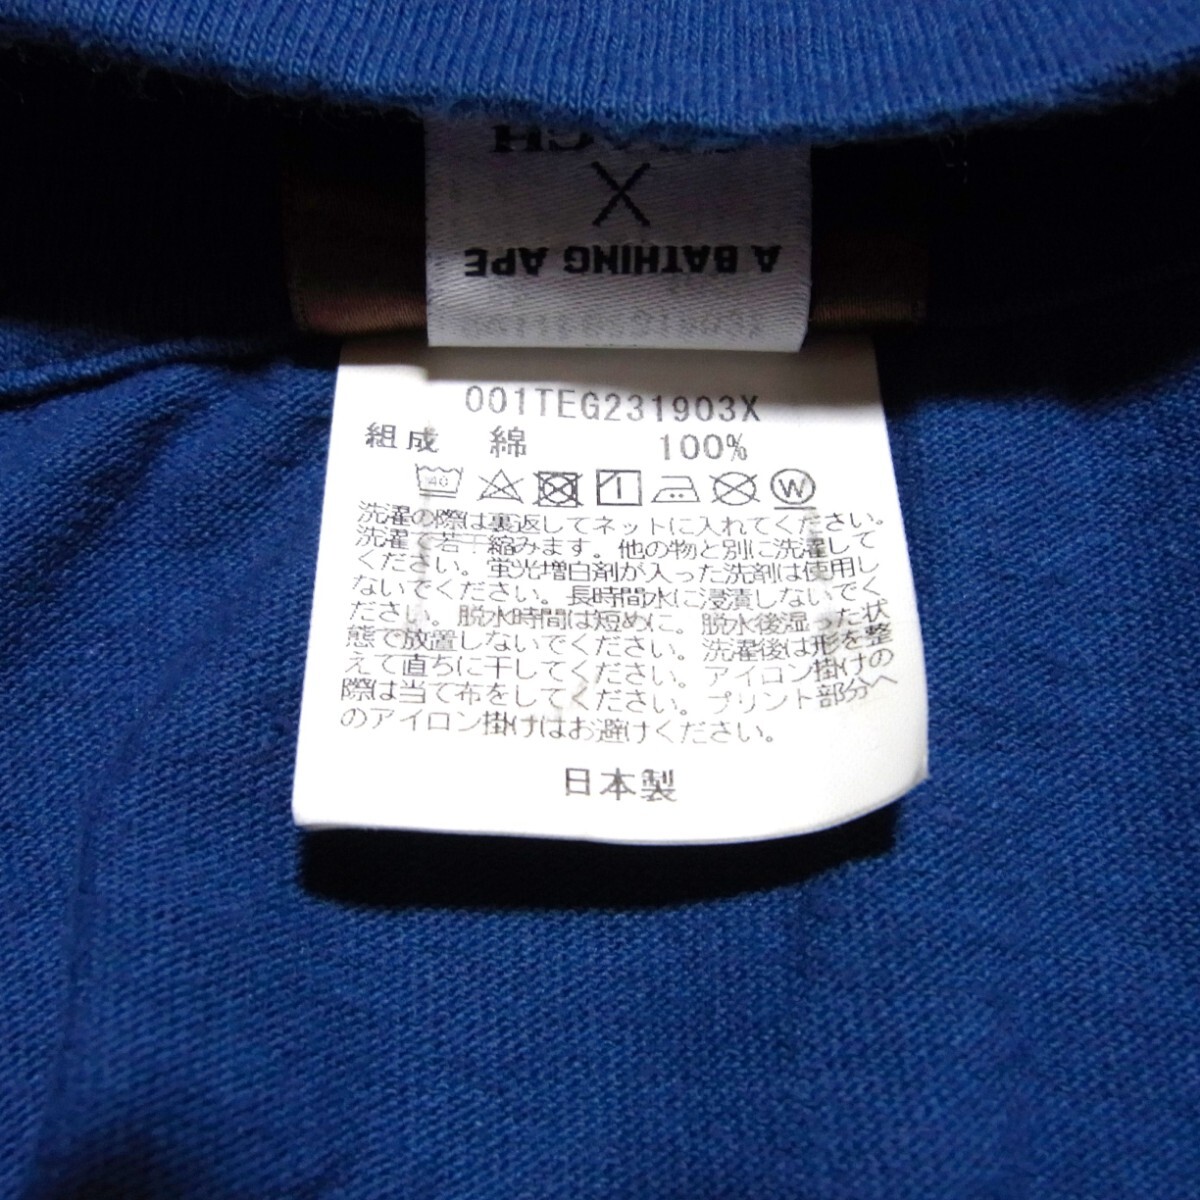 X
A BATHING APE
001TEG231903X
組成 綿 100%
40 W
洗濯の際は裏返してネットに入れてください。
洗濯で若干縮みます。他の物と別に洗濯して
ください。蛍光増白剤が入った洗剤は使用し
ないでください。長時間水に浸漬しないでく
ださい。脱水時間は短めに。脱水後湿った状
態で放置しないでください。洗濯後は形を整
えて直ちに干してください。アイロン掛けの
際は当て布をしてください。プリント部分へ
のアイロン掛けはお避けください。
日本製